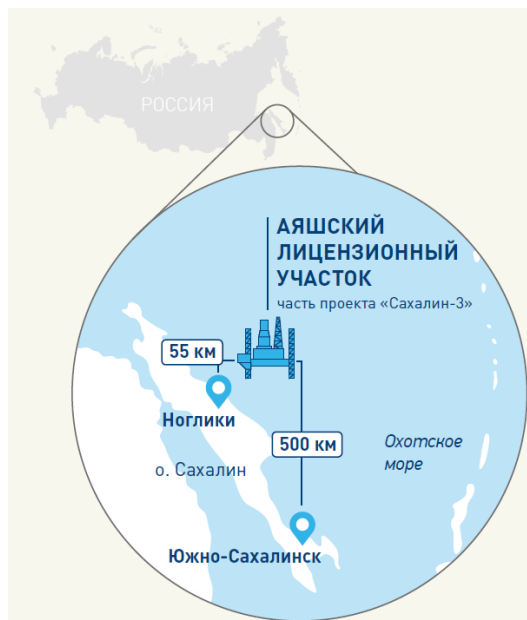 РОССИЯ
АЯШСКИЙ
ЛИЦЕНЗИОННЫЙ
УЧАСТОК
часть проекта «Сахалин-3»
55 км
Ноглики
500 км
Охотское
море
о. Сахалин
Южно-Сахалинск